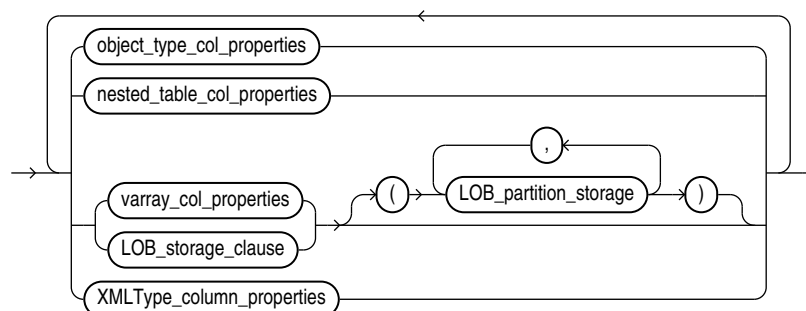 object_type_col_properties
nested_table_col_properties
,
varray_col_properties ( LOB_partition_storage )
LOB_storage_clause
XMLType_column_properties